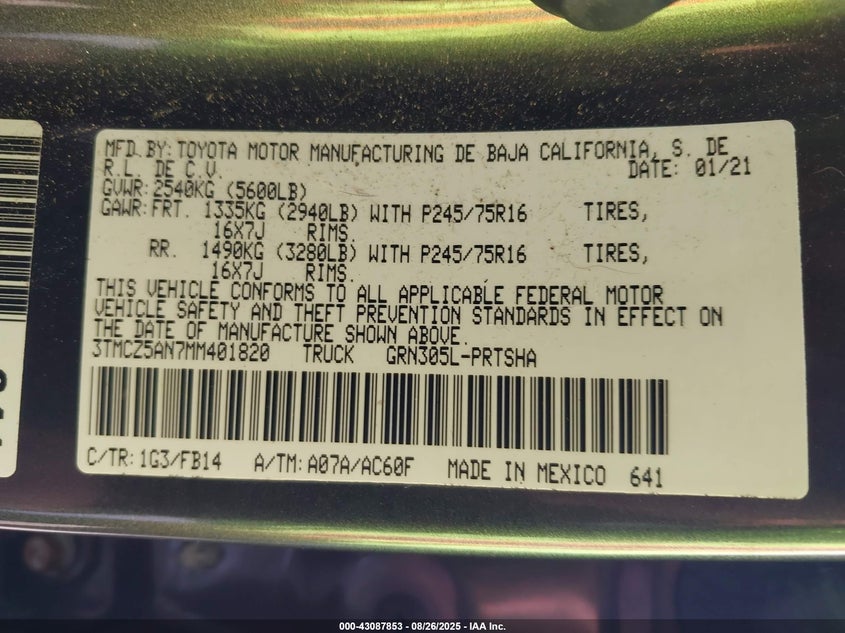 MFD.BY:TOYOTA MOTOR MANUFACTURING DE BAJA CALIFORNIA, S. DE
R.L. DE C.V. DATE: 01/21
GVWR:2540KG (5600LB)
GAWR:FRT. 1335KG (2940LB) WITH P245/75R16 TIRES,
16X7J RIMS.
RR. 1490KG (3280LB) WITH P245/75R16 TIRES,
16X7J RIMS.
THIS VEHICLE CONFORMS TO ALL APPLICABLE FEDERAL MOTOR
VEHICLE SAFETY AND THEFT PREVENTION STANDARDS IN EFFECT ON
THE DATE OF MANUFACTURE SHOWN ABOVE.
3TMCZ5AN7MM401820 TRUCK GRN305L-PRTSHA
C/TR:1G3/FB14 A/TM:A07A/AC60F MADE IN MEXICO 641
000-43087853 - 08/26/2025 - IAA Inc.